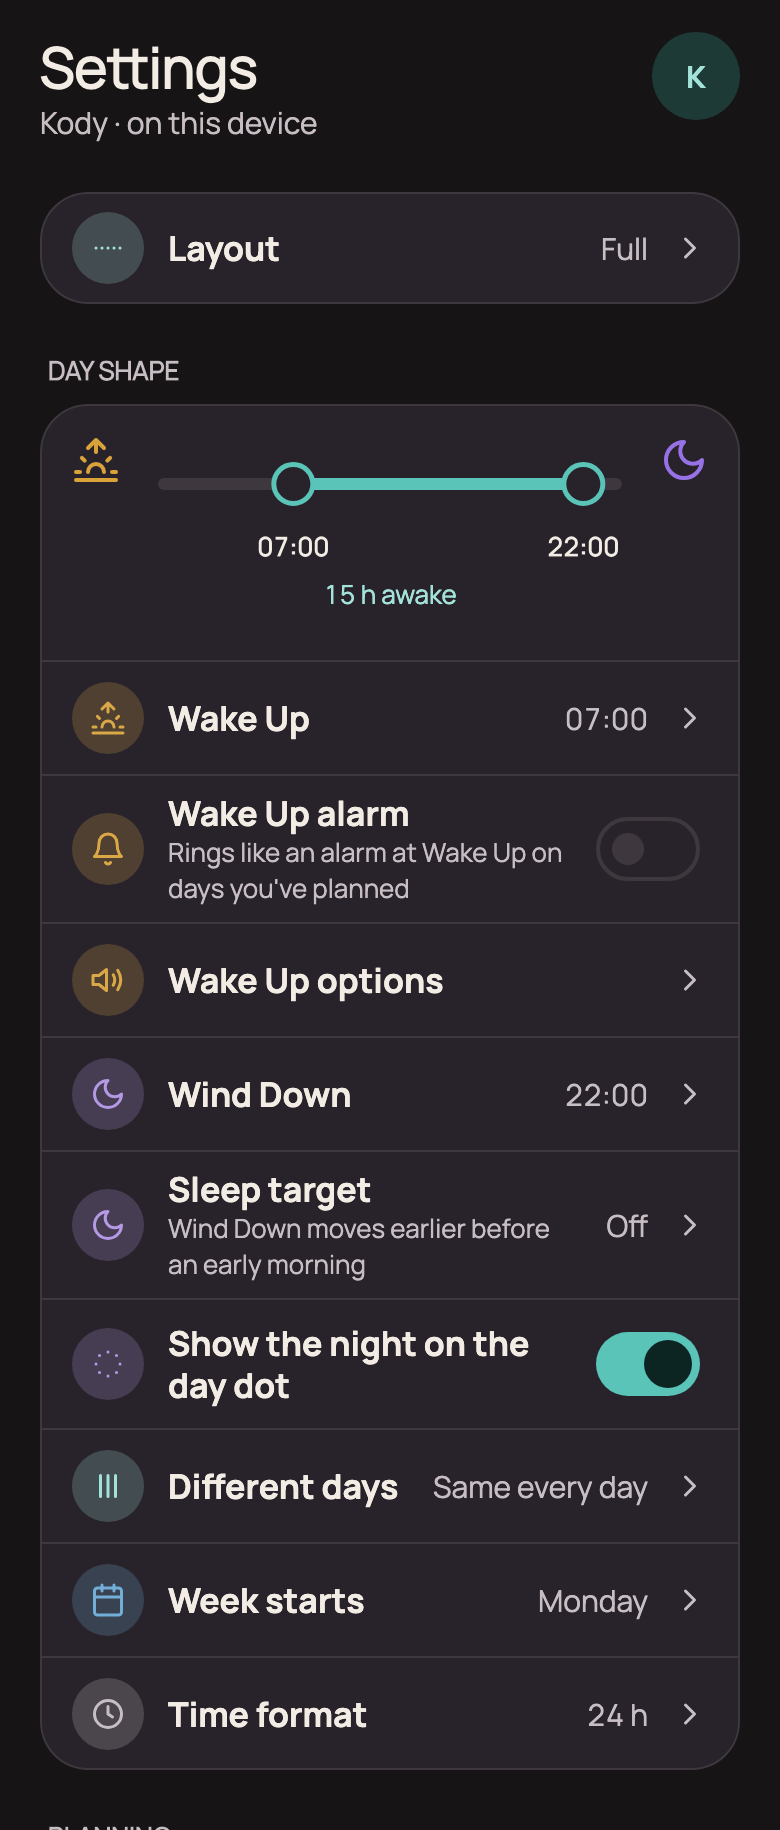 Settings
K
Kody · on this device
Layout
Full
DAY SHAPE
07:00
22:00
15 h awake
Wake Up
07:00
Wake Up alarm
Rings like an alarm at Wake Up on
days you've planned
Wake Up options
Wind Down
22:00
Sleep target
Wind Down moves earlier before
an early morning
Off
Show the night on the
day dot
Different days
Same every day
Week starts
Monday
Time format
24 h